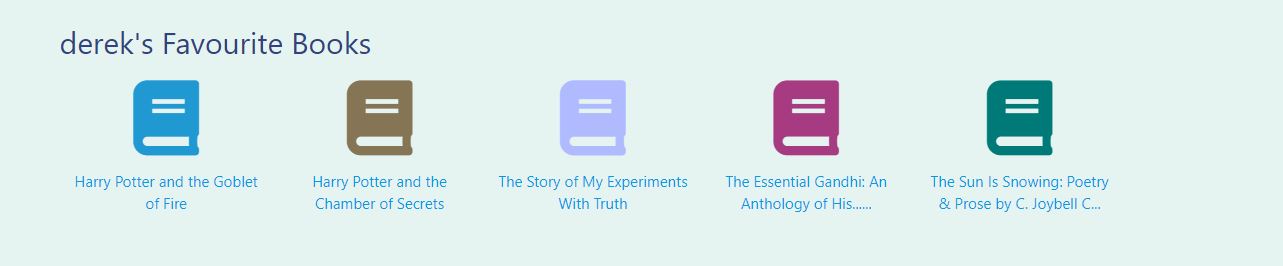 derek's Favourite Books
Harry Potter and the Goblet
of Fire
Harry Potter and the
Chamber of Secrets
The Story of My Experiments
With Truth
The Essential Gandhi: An
Anthology of His......
The Sun Is Snowing: Poetry
& Prose by C. Joybell C...